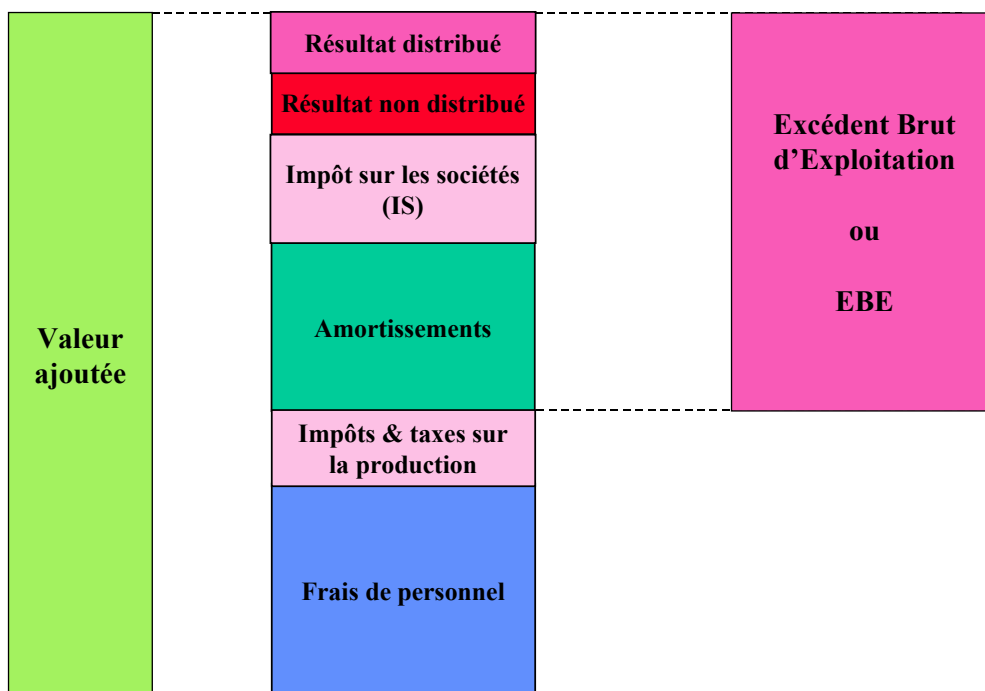 Valeur
ajoutée
Résultat distribué
Résultat non distribué
Impôt sur les sociétés
(IS)
Amortissements
Impôts & taxes sur
la production
Frais de personnel
Excédent Brut
d’Exploitation
ou
EBE